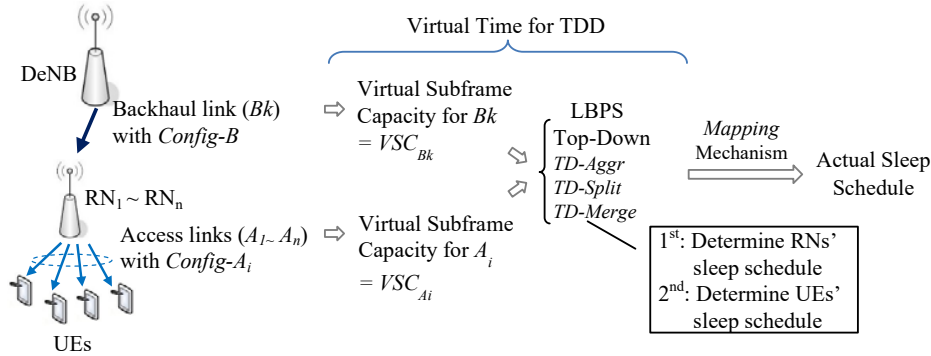 Virtual Time for TDD
DeNB
Backhaul link (Bk)
with Config-B
Virtual Subframe
Capacity for Bk
= VSC_Bk
RN₁ ~ RNₙ
Access links (A₁~ Aₙ)
with Config-Aᵢ
Virtual Subframe
Capacity for Aᵢ
= VSC_Ai
UEs
LBPS
Top-Down
TD-Aggr
TD-Split
TD-Merge
Mapping
Mechanism
Actual Sleep
Schedule
1st: Determine RNs'
sleep schedule
2nd: Determine UEs'
sleep schedule